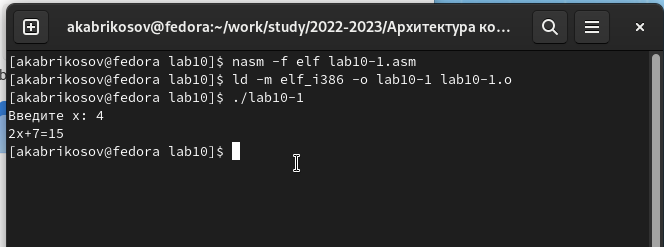 akabrikosov@fedora:~/work/study/2022-2023/Архитектура ко...
[akabrikosov@fedora lab10]$ nasm -f elf lab10-1.asm
[akabrikosov@fedora lab10]$ ld -m elf_i386 -o lab10-1 lab10-1.o
[akabrikosov@fedora lab10]$ ./lab10-1
Введите x: 4
2x+7=15
[akabrikosov@fedora lab10]$